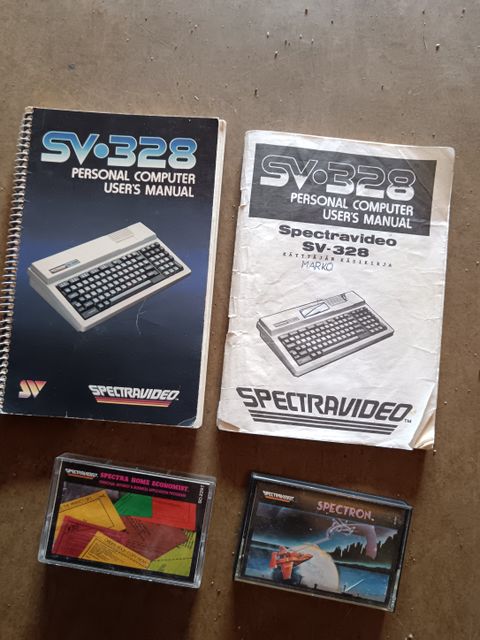 SV·328
PERSONAL COMPUTER
USER'S MANUAL
SV
SPECTRAVIDEO
SV·328
PERSONAL COMPUTER
USER'S MANUAL
Spectravideo
SV-328
KÄYTTÄJÄN KÄSIKIRJA
MARKO
SPECTRAVIDEO™
SPECTRAVIDEO
SPECTRA HOME ECONOMIST
SPECTRAVIDEO
SPECTRON.